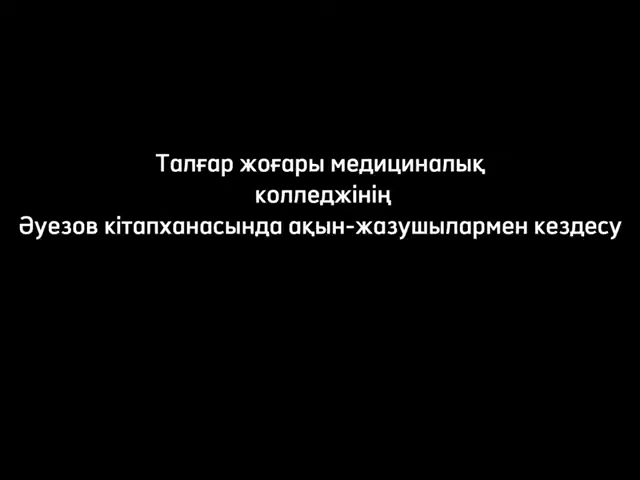 Талғар жоғары медициналық
колледжінің
Әуезов кітапханасында ақын-жазушылармен кездесу